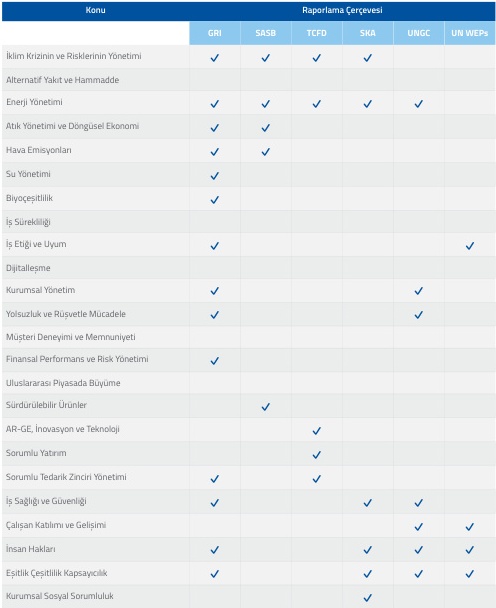 Konu Raporlama Çerçevesi
GRI SASB TCFD SKA UNGC UN WEPs
İklim Krizinin ve Risklerinin Yönetimi ✓ ✓ ✓ ✓
Alternatif Yakıt ve Hammadde
Enerji Yönetimi ✓ ✓ ✓ ✓ ✓
Atık Yönetimi ve Döngüsel Ekonomi ✓ ✓
Hava Emisyonları ✓ ✓
Su Yönetimi ✓
Biyoçeşitlilik ✓
İş Sürekliliği
İş Etiği ve Uyum ✓ ✓
Dijitalleşme
Kurumsal Yönetim ✓ ✓
Yolsuzluk ve Rüşvetle Mücadele ✓ ✓
Müşteri Deneyimi ve Memnuniyeti
Finansal Performans ve Risk Yönetimi ✓
Uluslararası Piyasada Büyüme
Sürdürülebilir Ürünler ✓
AR-GE, İnovasyon ve Teknoloji ✓
Sorumlu Yatırım ✓
Sorumlu Tedarik Zinciri Yönetimi ✓ ✓
İş Sağlığı ve Güvenliği ✓ ✓ ✓
Çalışan Katılımı ve Gelişimi ✓ ✓
İnsan Hakları ✓ ✓ ✓ ✓
Eşitlik Çeşitlilik Kapsayıcılık ✓ ✓ ✓ ✓
Kurumsal Sosyal Sorumluluk ✓